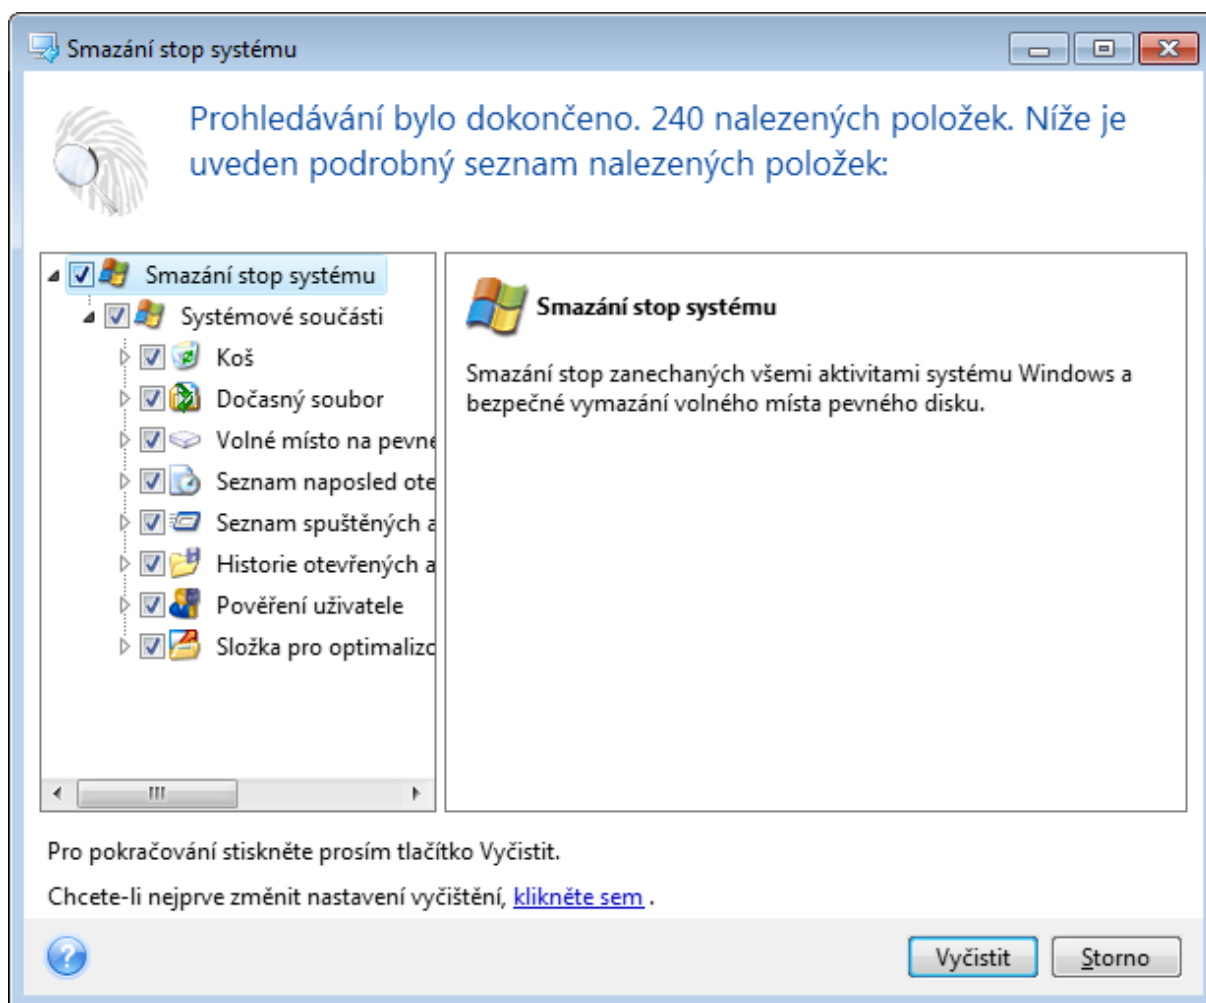 Smazání stop systému
Prohledávání bylo dokončeno. 240 nalezených položek. Níže je
uveden podrobný seznam nalezených položek:
Smazání stop systému
Systémové součásti
Koš
Dočasný soubor
Volné místo na pevné
Seznam naposled ote
Seznam spuštěných a
Historie otevřených a
Pověření uživatele
Složka pro optimalizo
Smazání stop systému
Smazání stop zanechaných všemi aktivitami systému Windows a
bezpečné vymazání volného místa pevného disku.
Pro pokračování stiskněte prosím tlačítko Vyčistit.
Chcete-li nejprve změnit nastavení vyčištění, klikněte sem .
Vyčistit
Storno